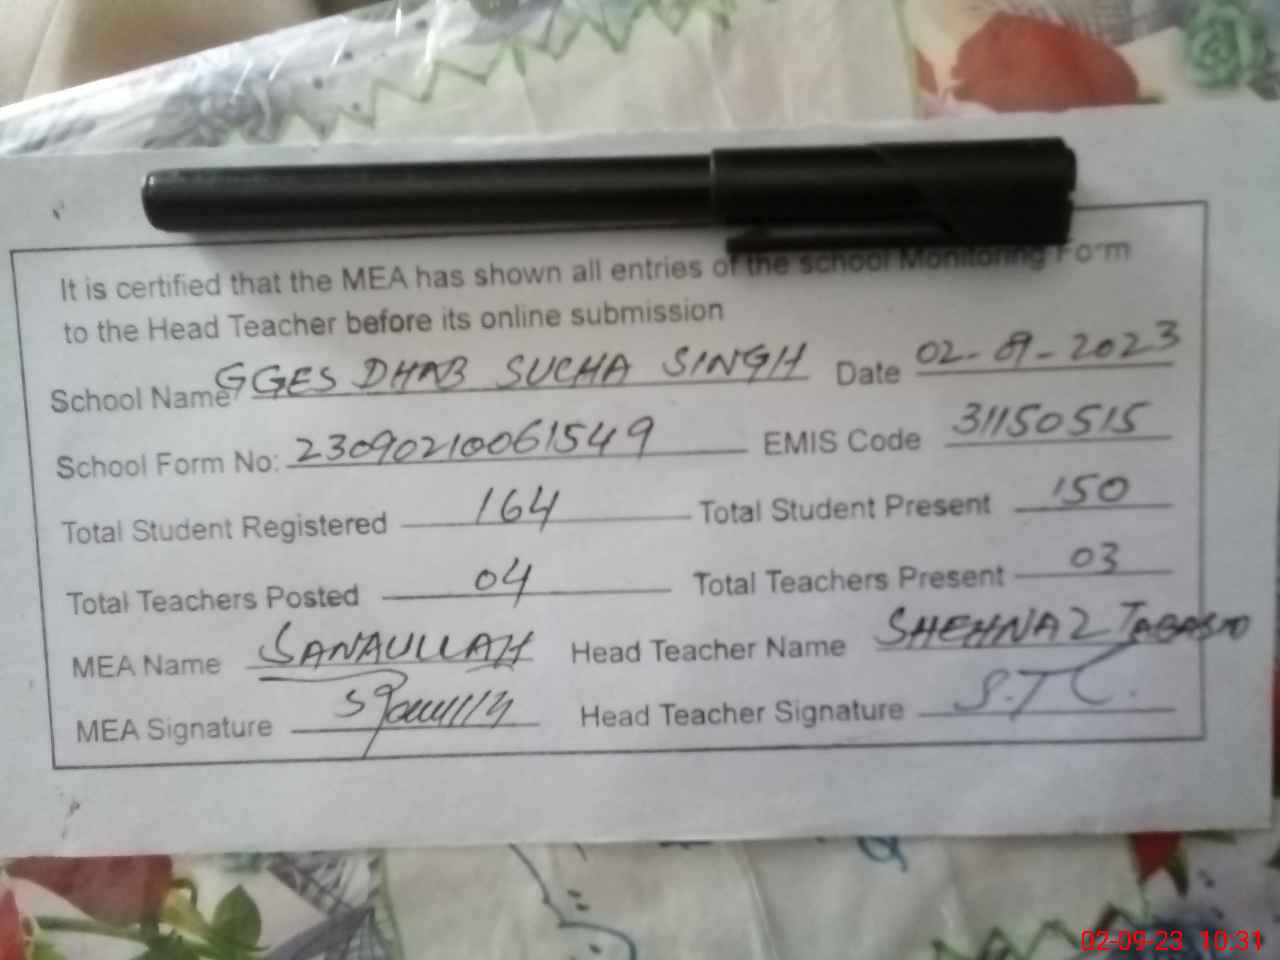 It is certified that the MEA has shown all entries of the school Monitoring Form
to the Head Teacher before its online submission
School Name GGES DHAB SUCHA SINGH Date 02-09-2023
School Form No: 23090210061549 EMIS Code 31150515
Total Student Registered 164 Total Student Present 150
Total Teachers Posted 04 Total Teachers Present 03
MEA Name SANAULLAH Head Teacher Name SHEHNAZ
MEA Signature Head Teacher Signature S.T.C.
02-09-23 10:31